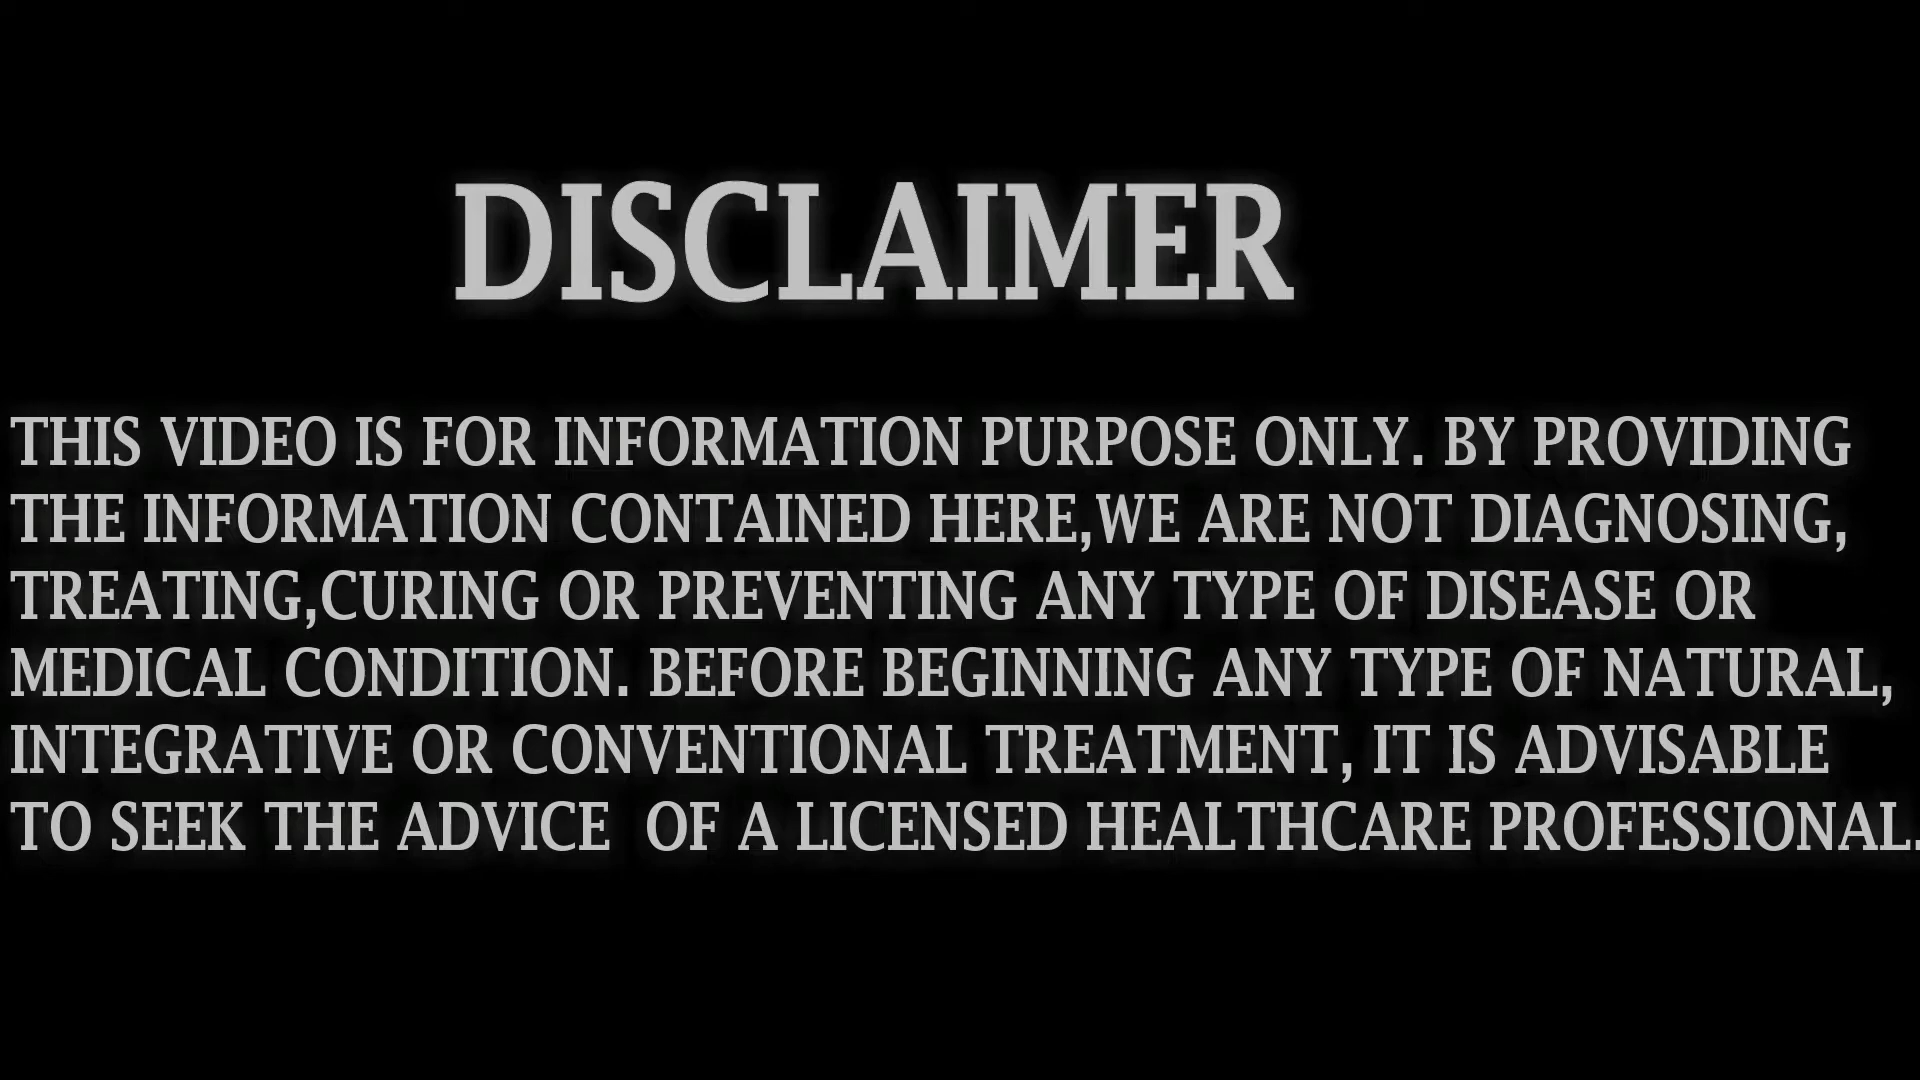 DISCLAIMER
THIS VIDEO IS FOR INFORMATION PURPOSE ONLY. BY PROVIDING
THE INFORMATION CONTAINED HERE,WE ARE NOT DIAGNOSING,
TREATING,CURING OR PREVENTING ANY TYPE OF DISEASE OR
MEDICAL CONDITION. BEFORE BEGINNING ANY TYPE OF NATURAL,
INTEGRATIVE OR CONVENTIONAL TREATMENT, IT IS ADVISABLE
TO SEEK THE ADVICE  OF A LICENSED HEALTHCARE PROFESSIONAL.